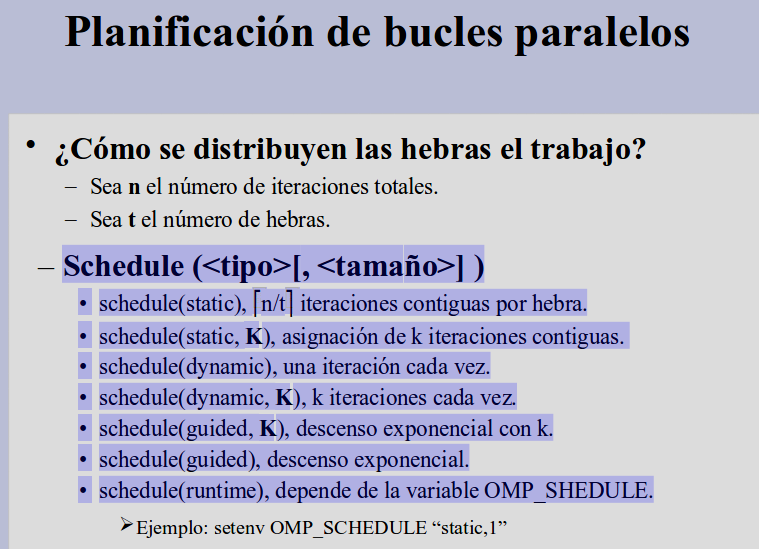 Planificación de bucles paralelos
• ¿Cómo se distribuyen las hebras el trabajo?
– Sea n el número de iteraciones totales.
– Sea t el número de hebras.
– Schedule (<tipo>[, <tamaño>] )
• schedule(static), ⎡n/t⎤ iteraciones contiguas por hebra.
• schedule(static, K), asignación de k iteraciones contiguas.
• schedule(dynamic), una iteración cada vez.
• schedule(dynamic, K), k iteraciones cada vez.
• schedule(guided, K), descenso exponencial con k.
• schedule(guided), descenso exponencial.
• schedule(runtime), depende de la variable OMP_SHEDULE.
➢Ejemplo: setenv OMP_SCHEDULE “static,1”